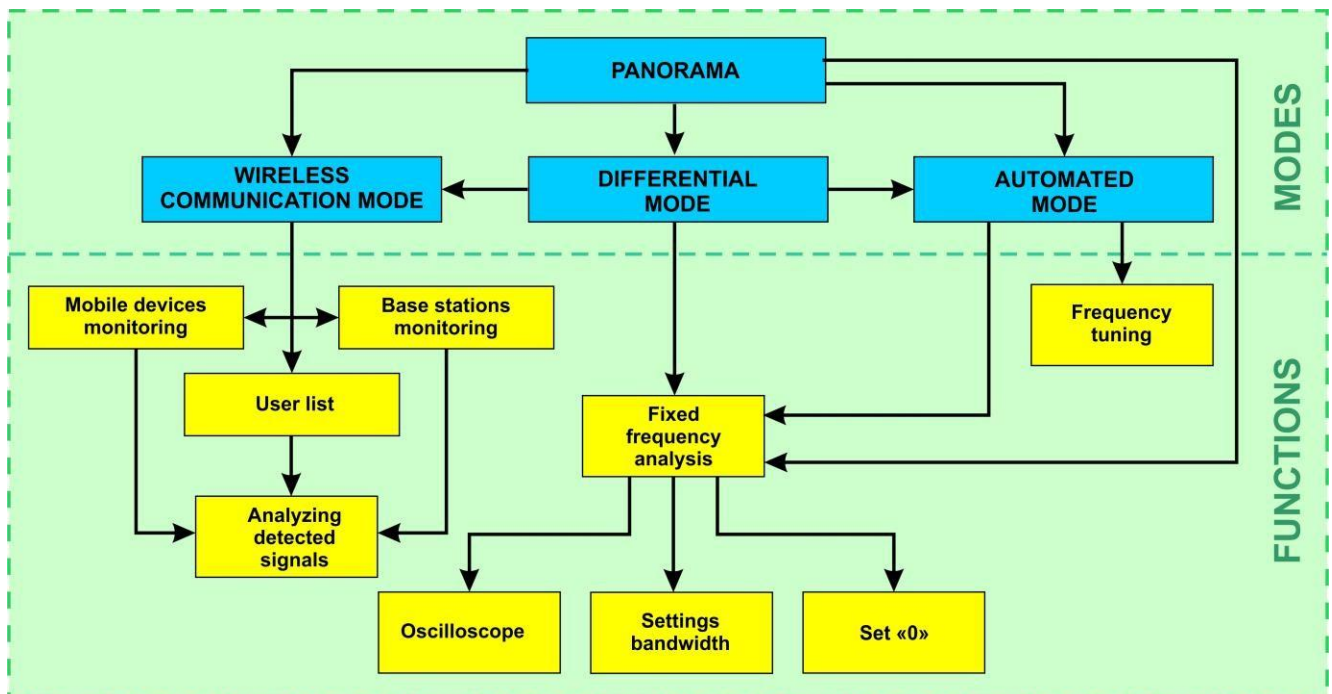 PANORAMA
WIRELESS
COMMUNICATION MODE
DIFFERENTIAL
MODE
AUTOMATED
MODE
MODES
Mobile devices
monitoring
Base stations
monitoring
Frequency
tuning
User list
Fixed
frequency
analysis
Analyzing
detected
signals
Oscilloscope
Settings
bandwidth
Set «0»
FUNCTIONS